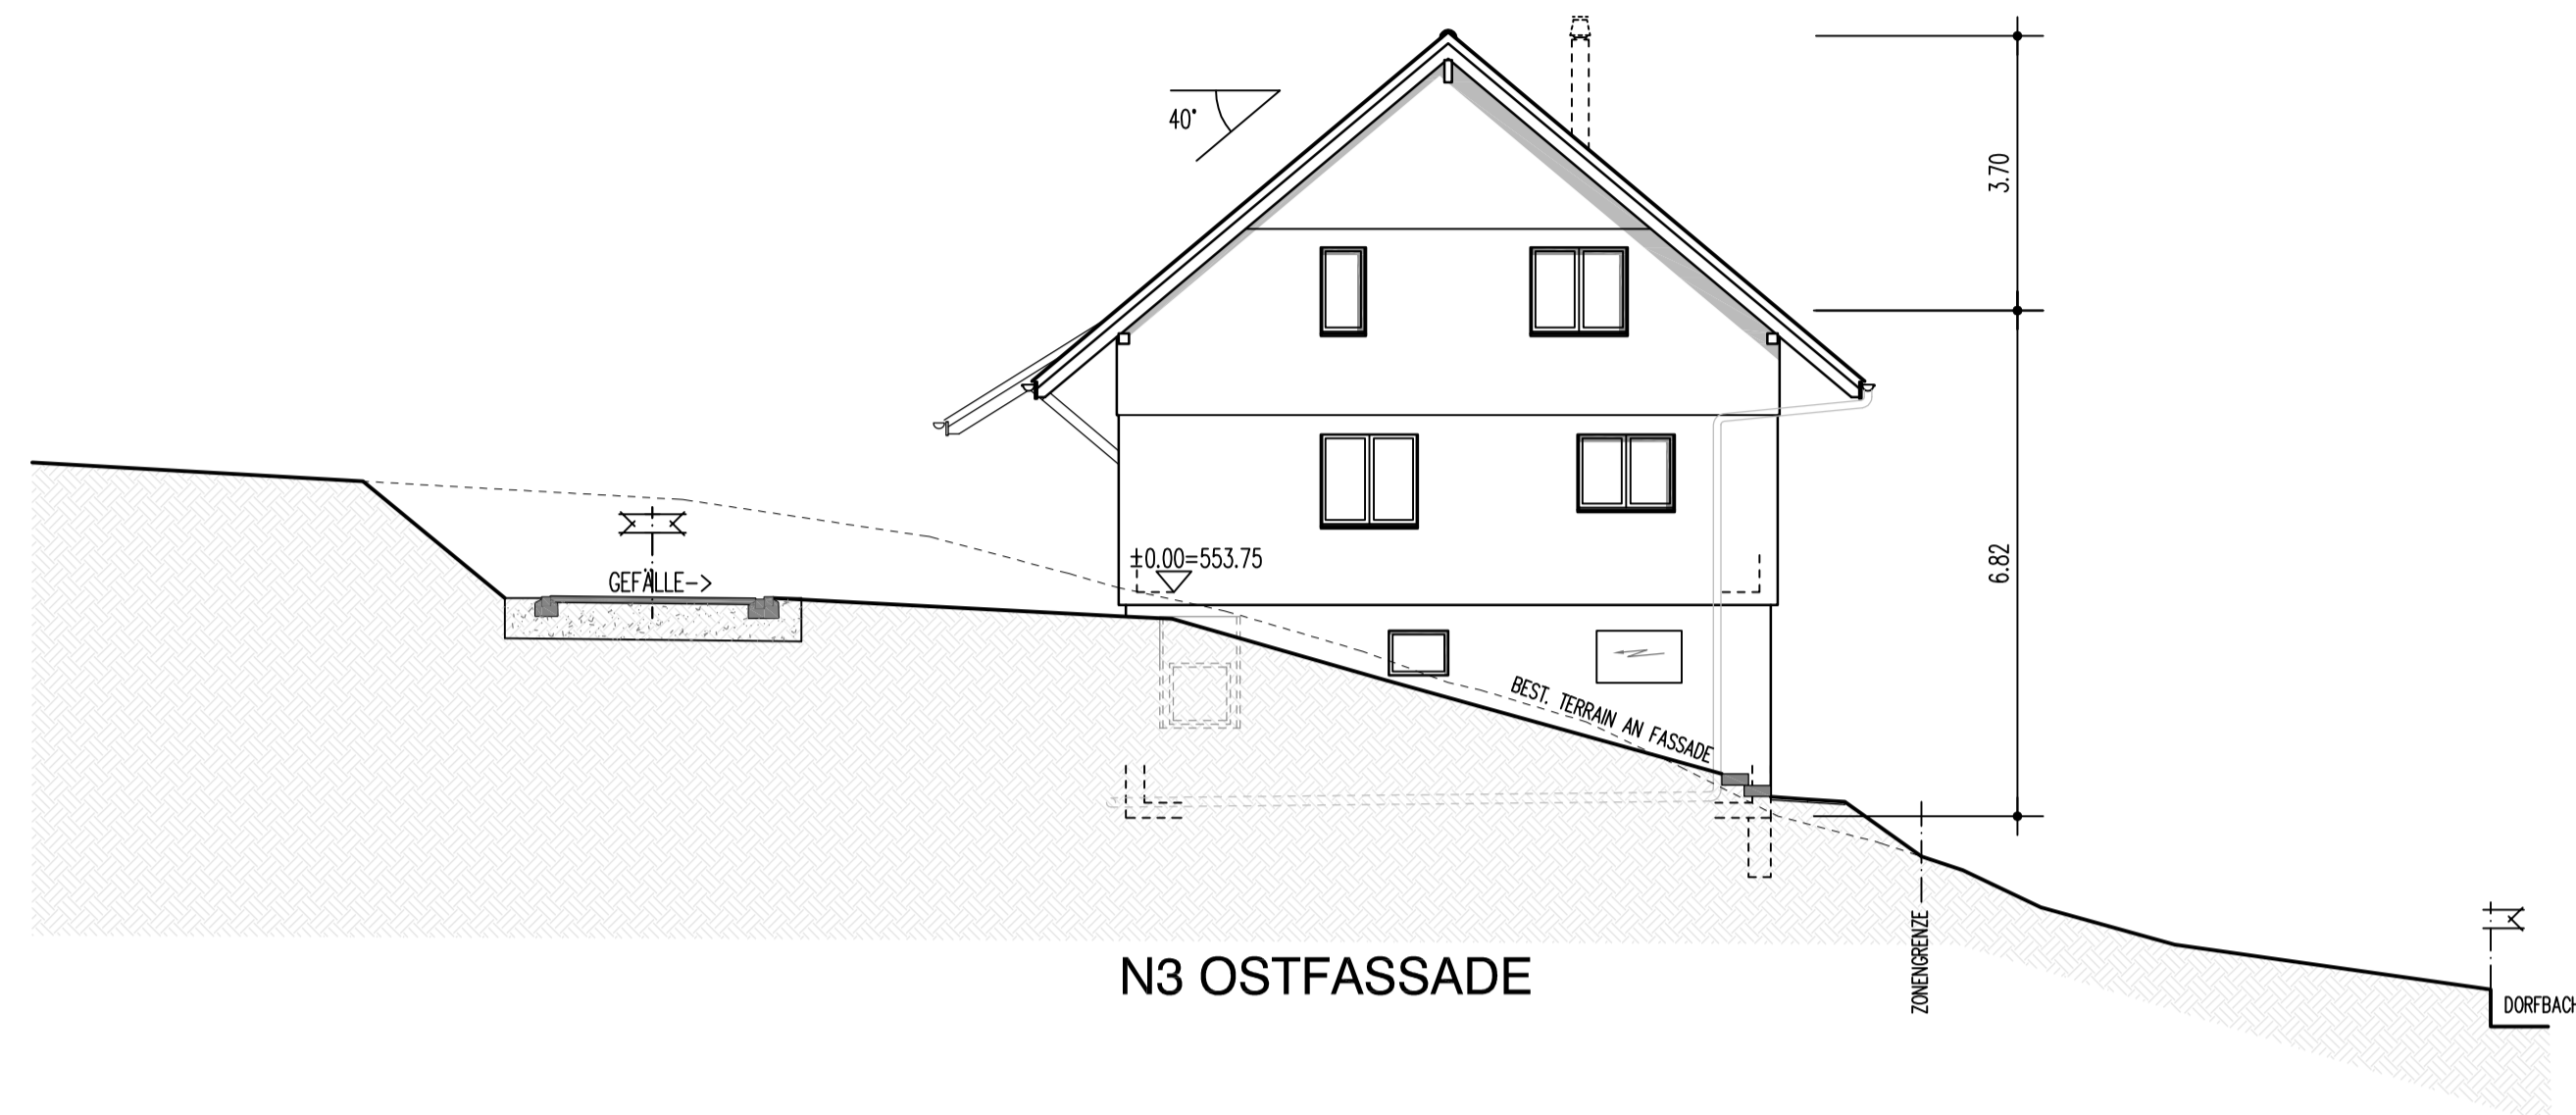 40°
3.70
6.82
±0.00=553.75
GEFÄLLE->
BEST. TERRAIN AN FASSADE
ZONENGRENZE
N3 OSTFASSADE
DORFBACH